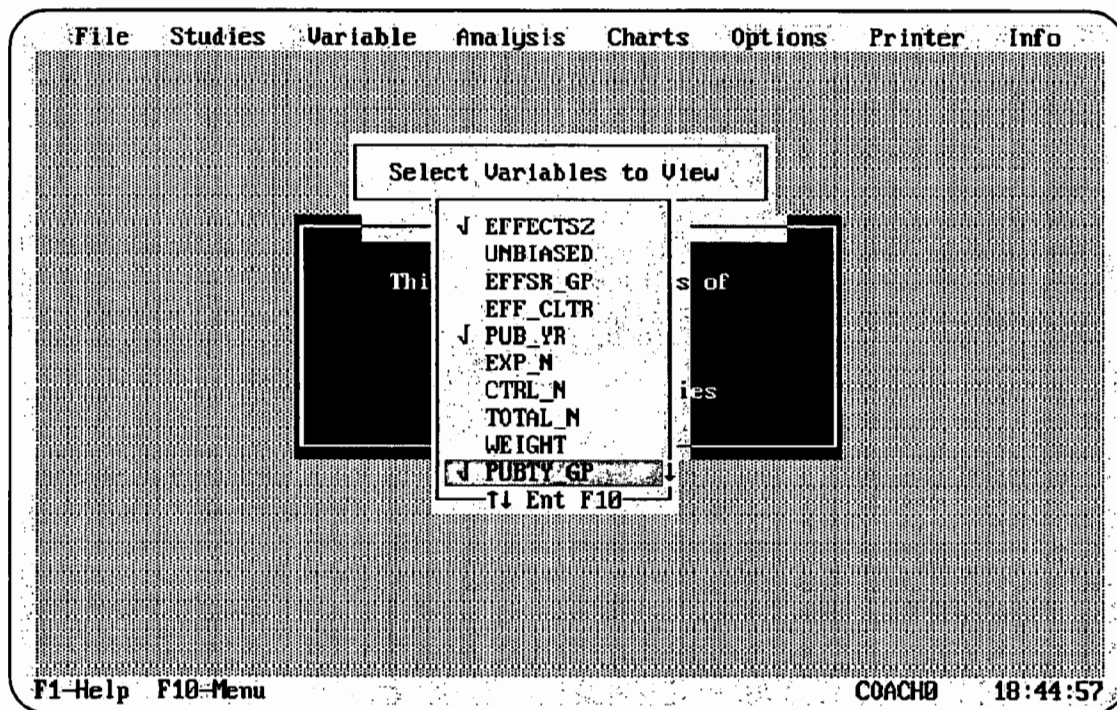 File Studies Variable Analysis Charts Options Printer Info
Select Variables to View
√ EFFECTSZ
UNBIASED
Thi EFFSR_GP s of
EFF_CLTR
√ PUB_YR
EXP_N
CTRL_N ies
TOTAL_N
WEIGHT
√ PUBTY_GP ↓
↑↓ Ent F10
F1-Help F10-Menu COACH0 18:44:57